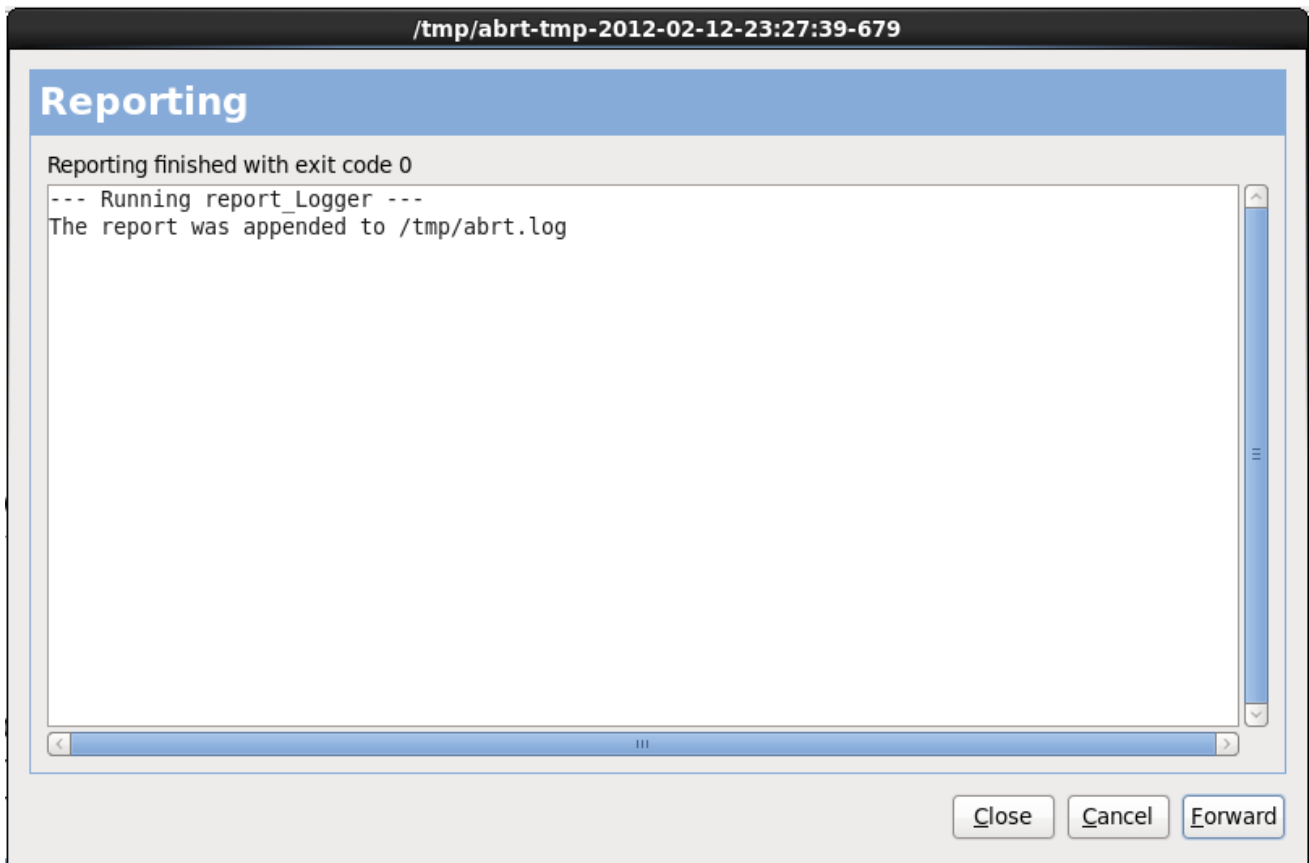 /tmp/abrt-tmp-2012-02-12-23:27:39-679
Reporting
Reporting finished with exit code 0
--- Running report_Logger ---
The report was appended to /tmp/abrt.log
Close Cancel Forward